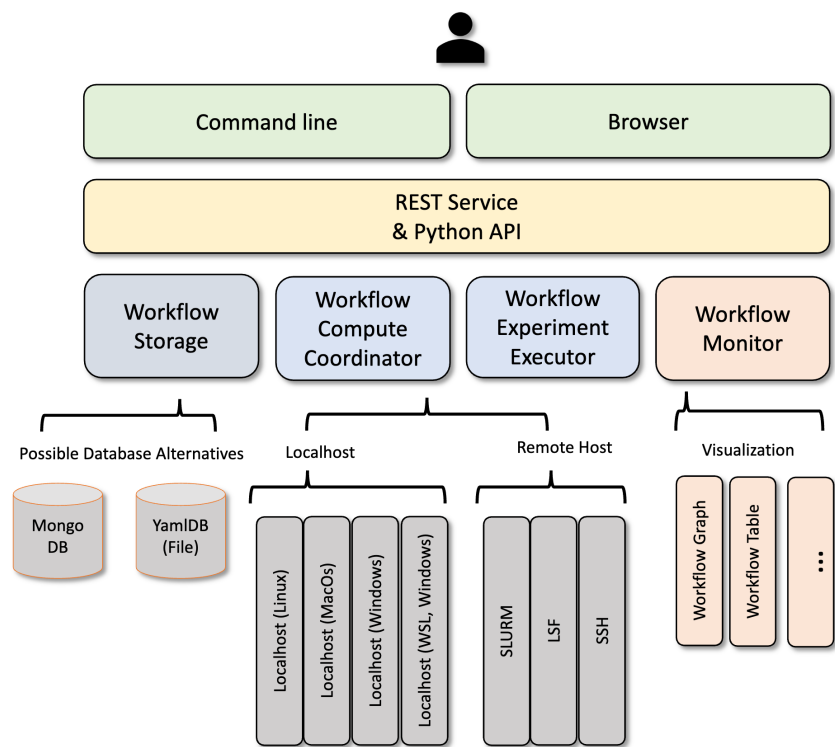 Command line
Browser
REST Service
& Python API
Workflow
Storage
Workflow
Compute
Coordinator
Workflow
Experiment
Executor
Workflow
Monitor
Possible Database Alternatives
Localhost
Remote Host
Visualization
Mongo
DB
YamlDB
(File)
Localhost (Linux)
Localhost (MacOs)
Localhost (Windows)
Localhost (WSL, Windows)
SLURM
LSF
SSH
Workflow Graph
Workflow Table
...